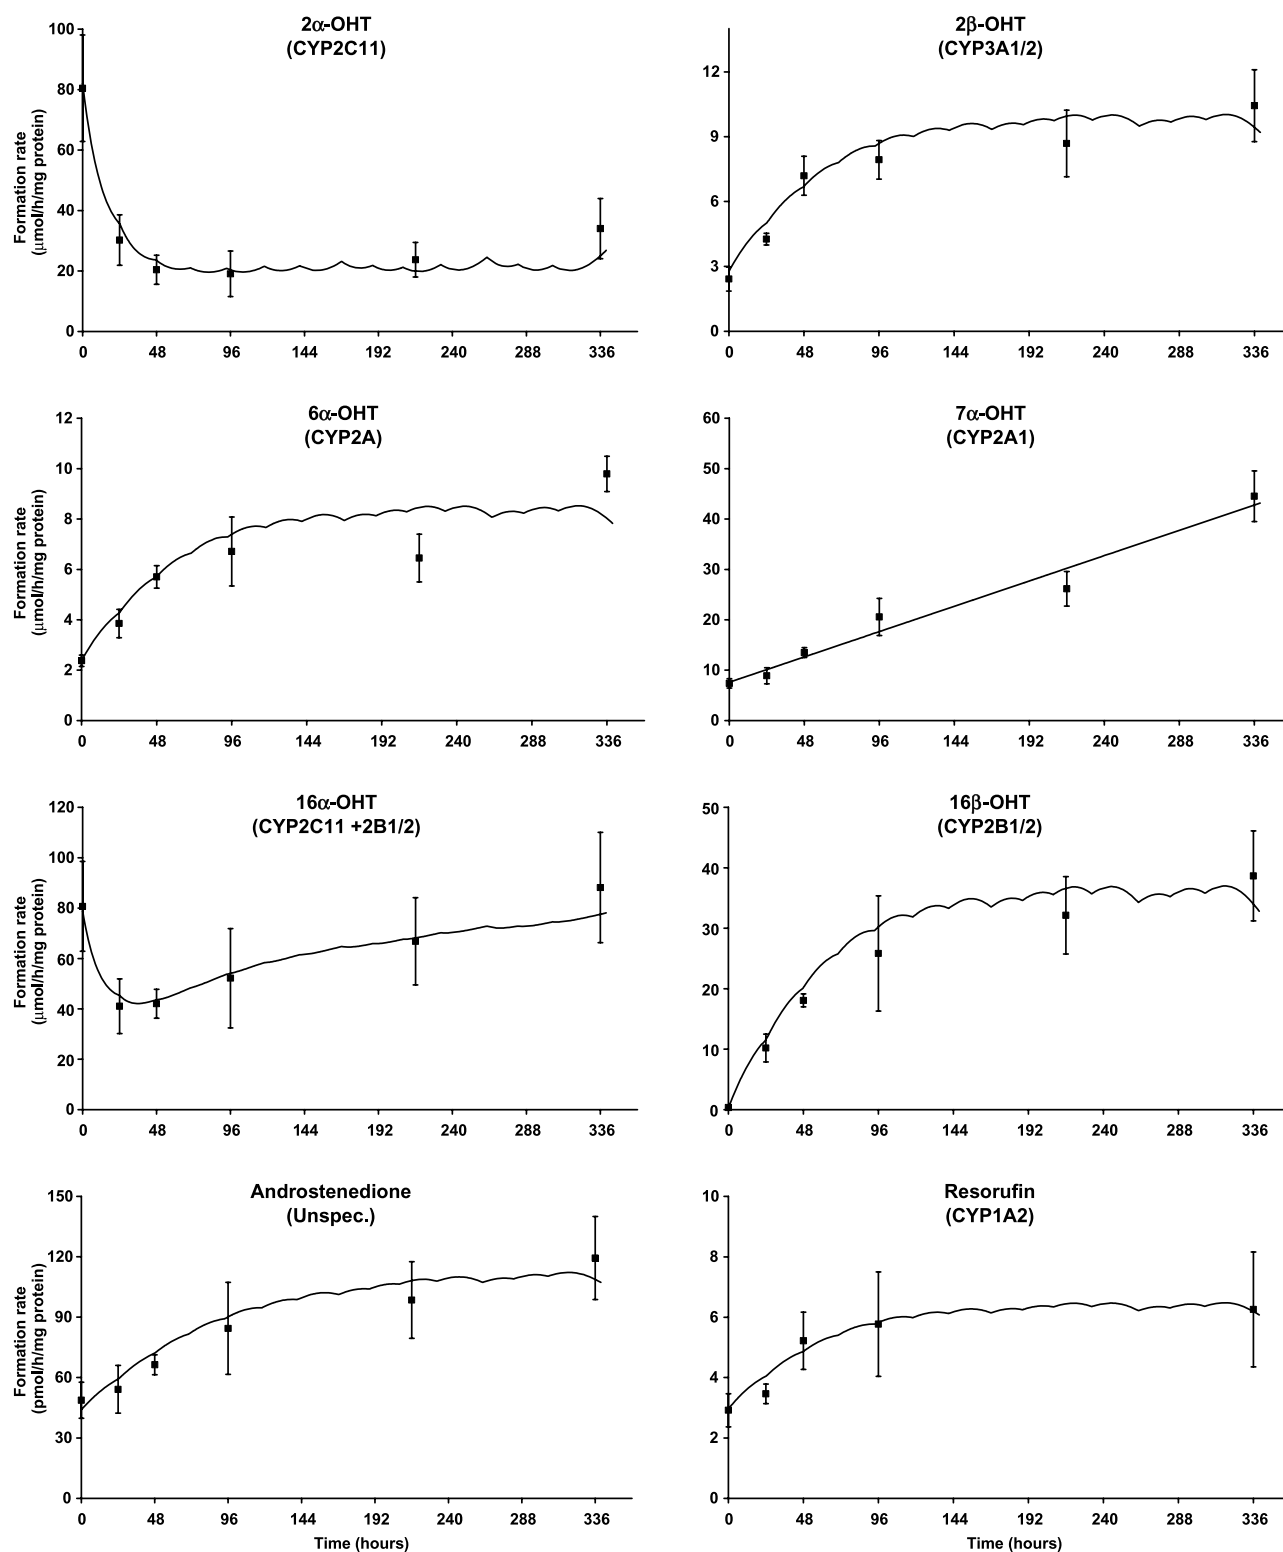 2α-OHT
(CYP2C11)
Formation rate
(μmol/h/mg protein)
100
80
60
40
20
0
0 48 96 144 192 240 288 336
2β-OHT
(CYP3A1/2)
12
9
6
3
0
0 48 96 144 192 240 288 336
6α-OHT
(CYP2A)
Formation rate
(μmol/h/mg protein)
12
10
8
6
4
2
0
0 48 96 144 192 240 288 336
7α-OHT
(CYP2A1)
60
50
40
30
20
10
0
0 48 96 144 192 240 288 336
16α-OHT
(CYP2C11 +2B1/2)
Formation rate
(μmol/h/mg protein)
120
100
80
60
40
20
0
0 48 96 144 192 240 288 336
16β-OHT
(CYP2B1/2)
50
40
30
20
10
0
0 48 96 144 192 240 288 336
Androstenedione
(Unspec.)
Formation rate
(pmol/h/mg protein)
150
120
90
60
30
0
0 48 96 144 192 240 288 336
Time (hours)
Resorufin
(CYP1A2)
10
8
6
4
2
0
0 48 96 144 192 240 288 336
Time (hours)